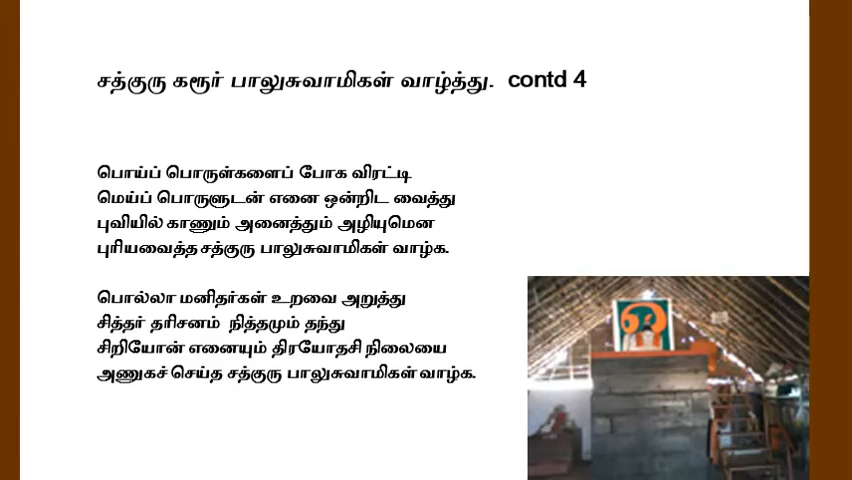 சத்குரு கரூர் பாலுசுவாமிகள் வாழ்த்து. contd 4
பொய்ப் பொருள்களைப் போக விரட்டி
மெய்ப் பொருளுடன் எனை ஒன்றிட வைத்து
புவியில் காணும் அனைத்தும் அழியுமென
புரியவைத்த சத்குரு பாலுசுவாமிகள் வாழ்க.
பொல்லா மனிதர்கள் உறவை அறுத்து
சித்தர் தரிசனம் நித்தமும் தந்து
சிறியோன் எனையும் திரயோதசி நிலையை
அணுகச் செய்த சத்குரு பாலுசுவாமிகள் வாழ்க.